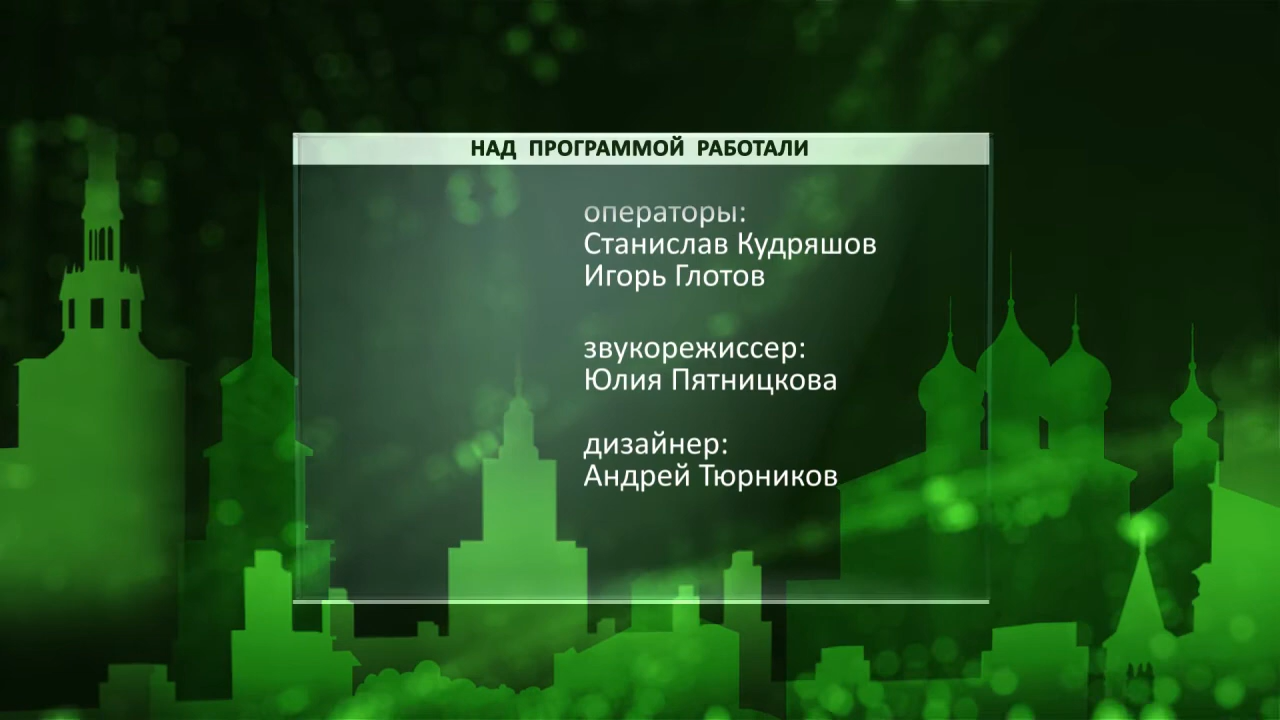 НАД ПРОГРАММОЙ РАБОТАЛИ
операторы:
Станислав Кудряшов
Игорь Глотов
звукорежиссер:
Юлия Пятницкова
дизайнер:
Андрей Тюрников